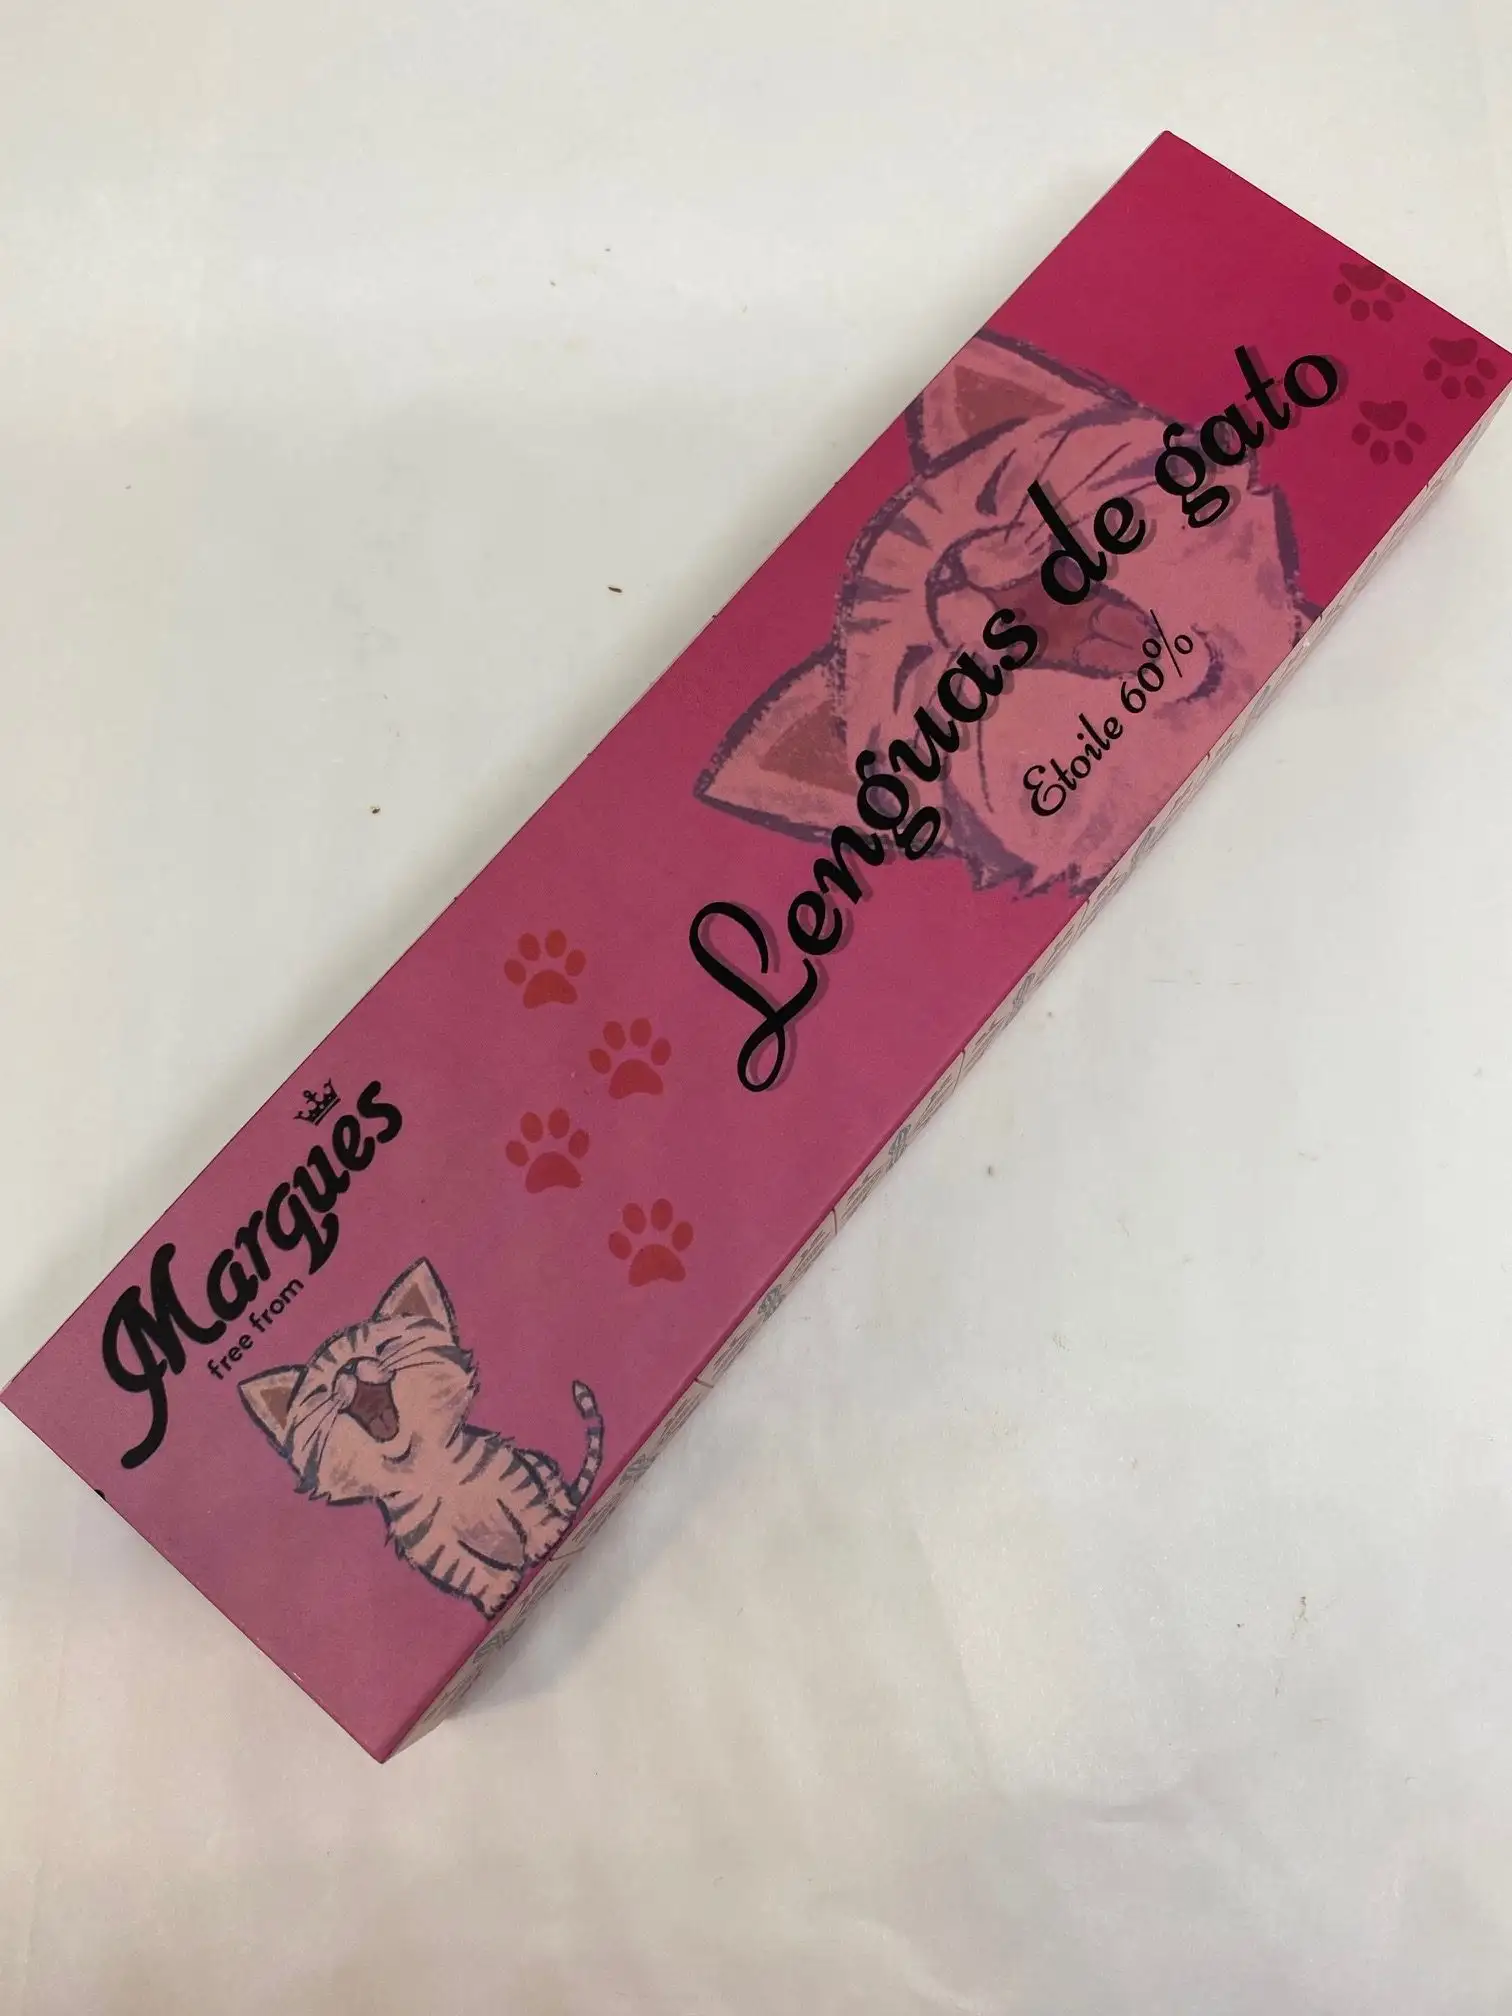 Lenguas de gato
Etoile 60%
Marques
free from